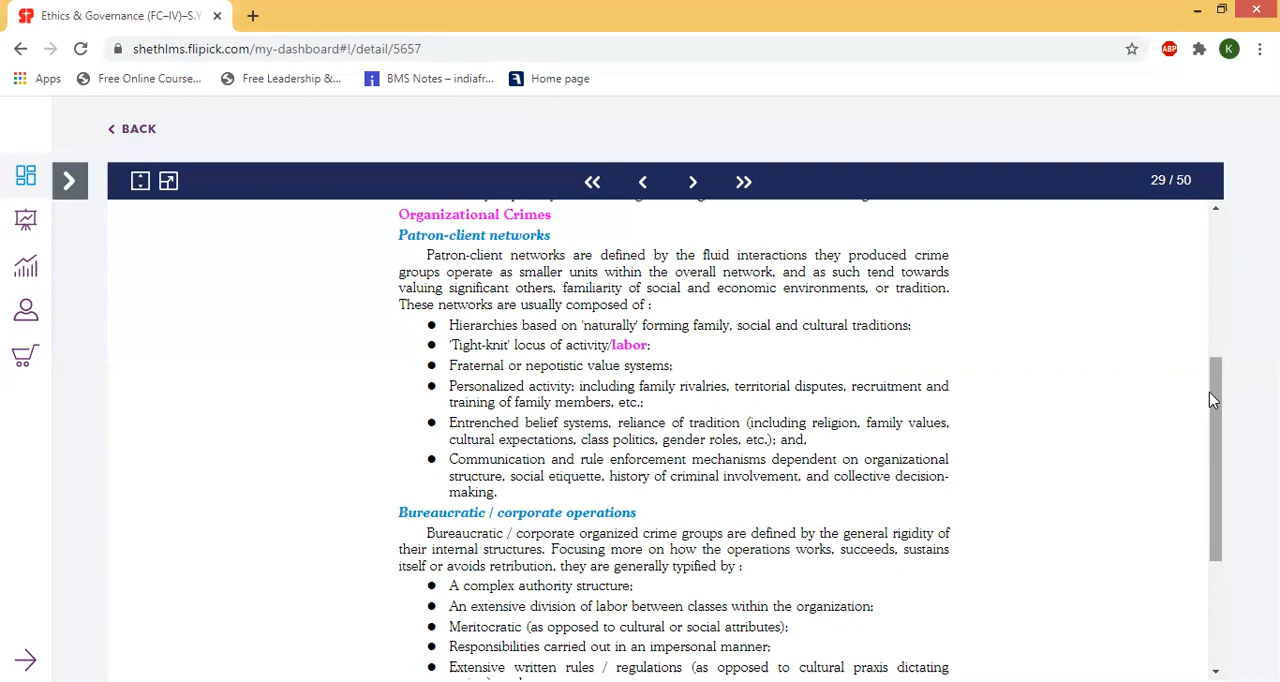 Ethics & Governance (FC–IV)–S.Y.
shethlms.flipick.com/my-dashboard#!/detail/5657
ABP
K
Apps
Free Online Course...
Free Leadership &...
BMS Notes – indiafr...
Home page
BACK
29 / 50
Organizational Crimes
Patron-client networks
Patron-client networks are defined by the fluid interactions they produced crime
groups operate as smaller units within the overall network, and as such tend towards
valuing significant others, familiarity of social and economic environments, or tradition.
These networks are usually composed of :
● Hierarchies based on 'naturally' forming family, social and cultural traditions;
● 'Tight-knit' locus of activity/labor;
● Fraternal or nepotistic value systems;
● Personalized activity; including family rivalries, territorial disputes, recruitment and
training of family members, etc.;
● Entrenched belief systems, reliance of tradition (including religion, family values,
cultural expectations, class politics, gender roles, etc.); and,
● Communication and rule enforcement mechanisms dependent on organizational
structure, social etiquette, history of criminal involvement, and collective decision-
making.
Bureaucratic / corporate operations
Bureaucratic / corporate organized crime groups are defined by the general rigidity of
their internal structures. Focusing more on how the operations works, succeeds, sustains
itself or avoids retribution, they are generally typified by :
● A complex authority structure;
● An extensive division of labor between classes within the organization;
● Meritocratic (as opposed to cultural or social attributes);
● Responsibilities carried out in an impersonal manner;
● Extensive written rules / regulations (as opposed to cultural praxis dictating